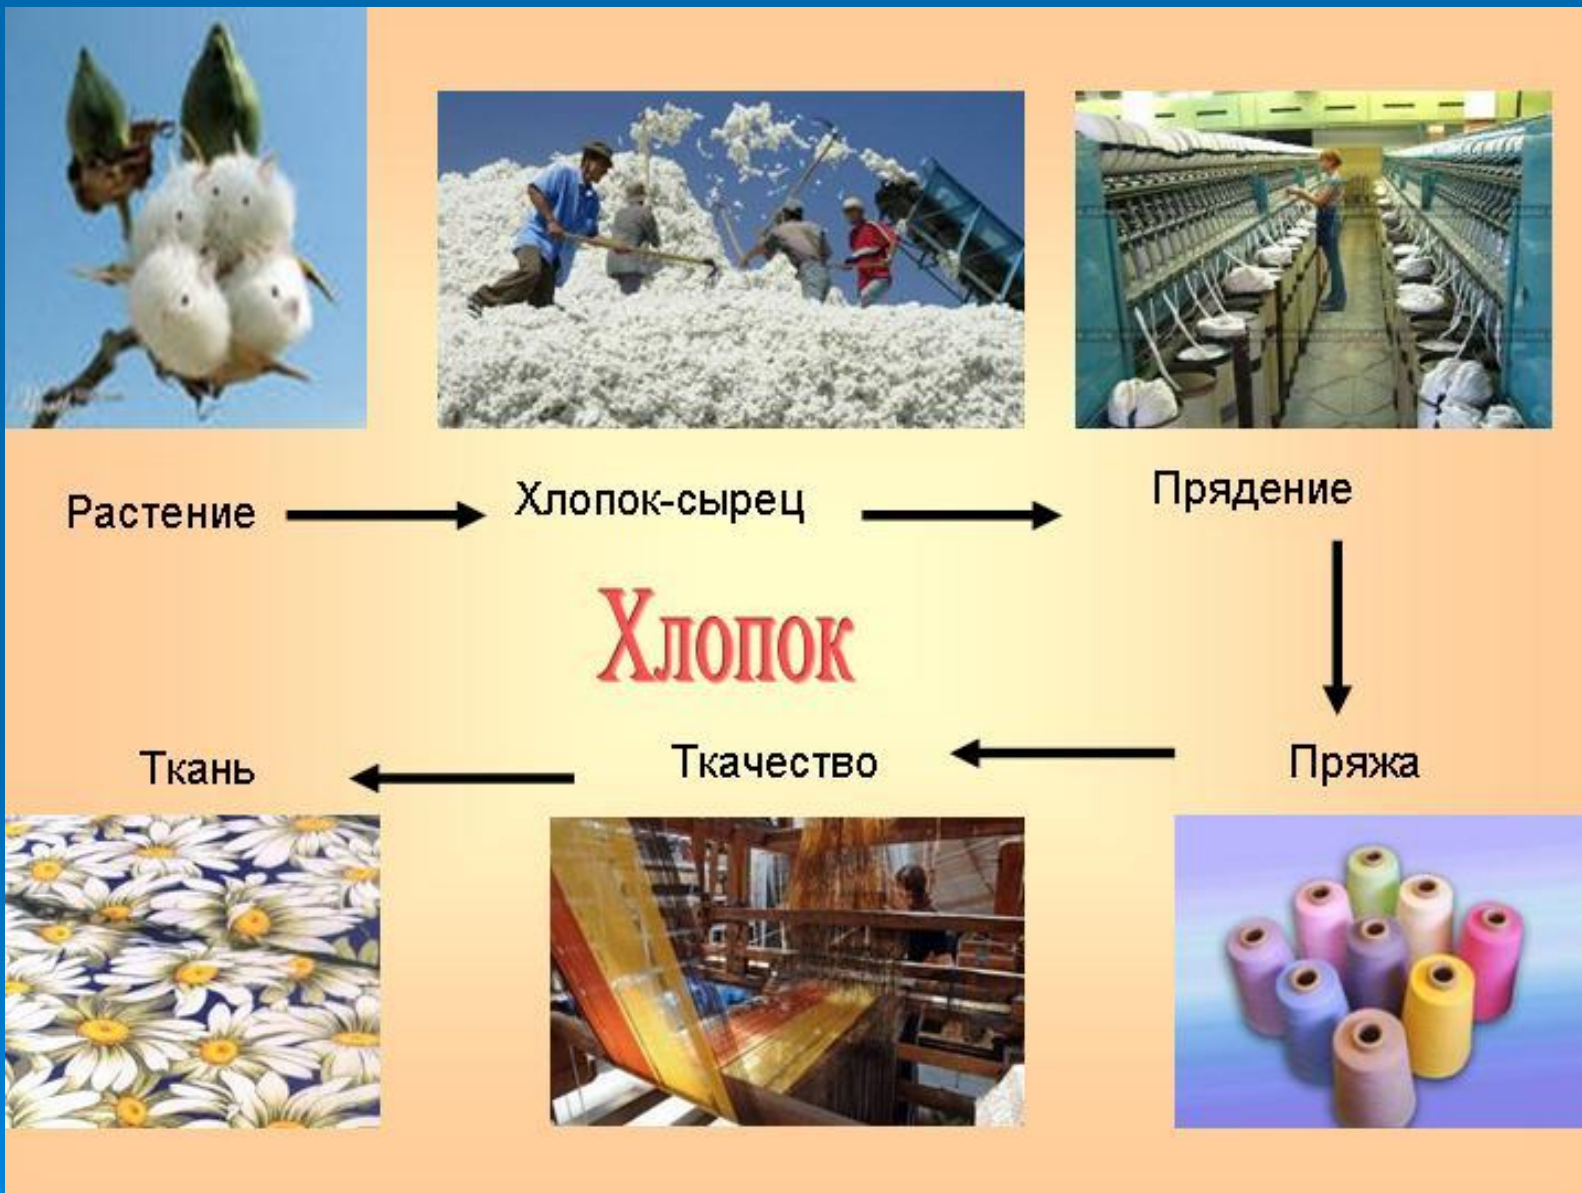 Растение
Хлопок-сырец
Прядение
Хлопок
Ткань
Ткачество
Пряжа